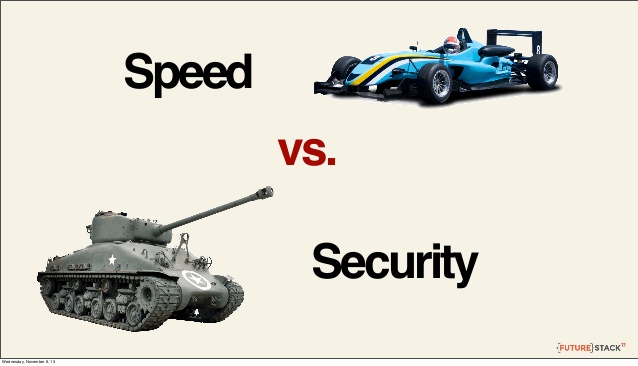 Speed
vs.
Security
{FUTURE}STACK13